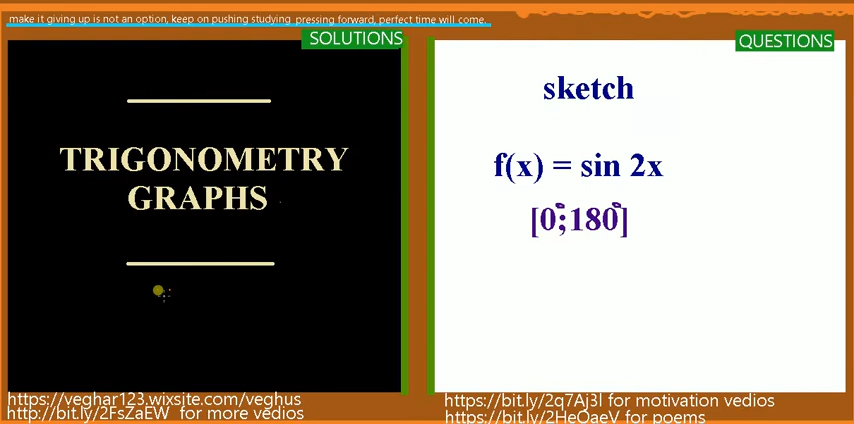 make it giving up is not an option, keep on pushing studying pressing forward, perfect time will come.
SOLUTIONS
QUESTIONS
TRIGONOMETRY
GRAPHS
sketch
f(x) = sin 2x
[0°;180°]
https://veghar123.wixsite.com/veghus
http://bit.ly/2FsZaEW for more vedios
https://bit.ly/2q7Aj3I for motivation vedios
https://bit.ly/2HeQaeV for poems